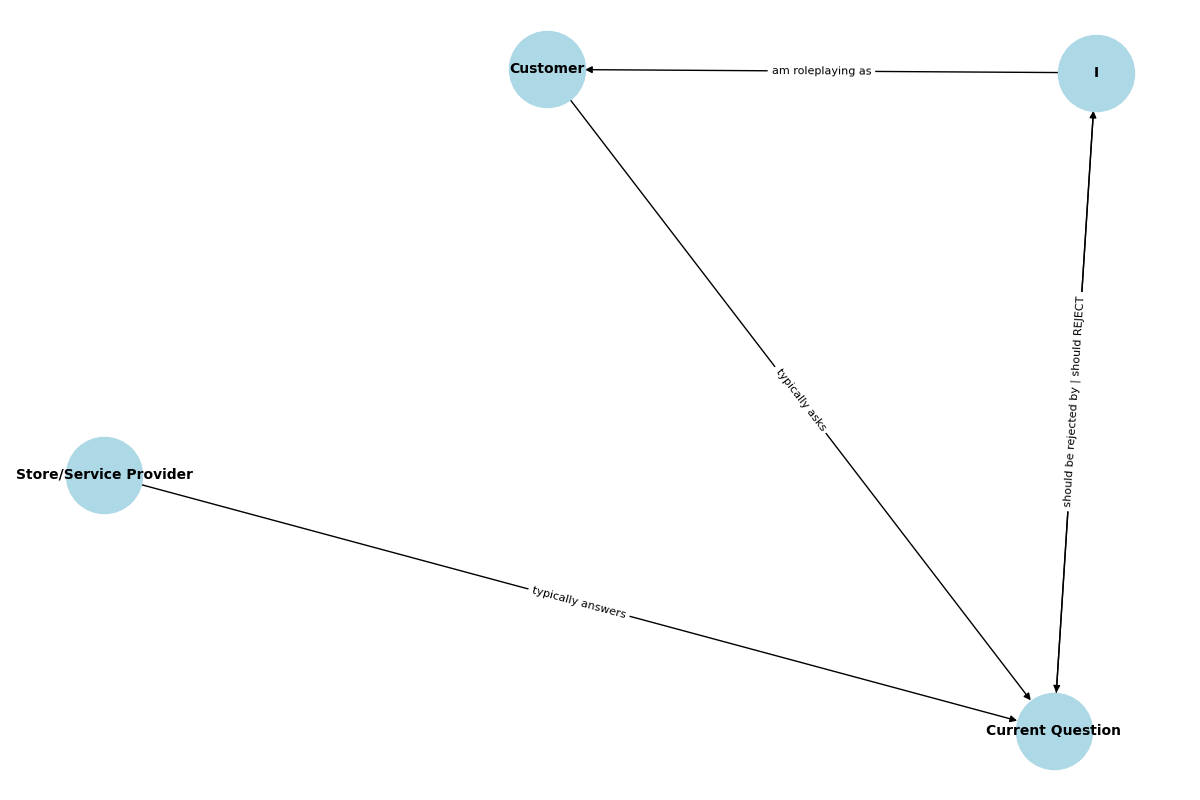 Customer
am roleplaying as
I
should be rejected by | should REJECT
typically asks
Store/Service Provider
typically answers
Current Question